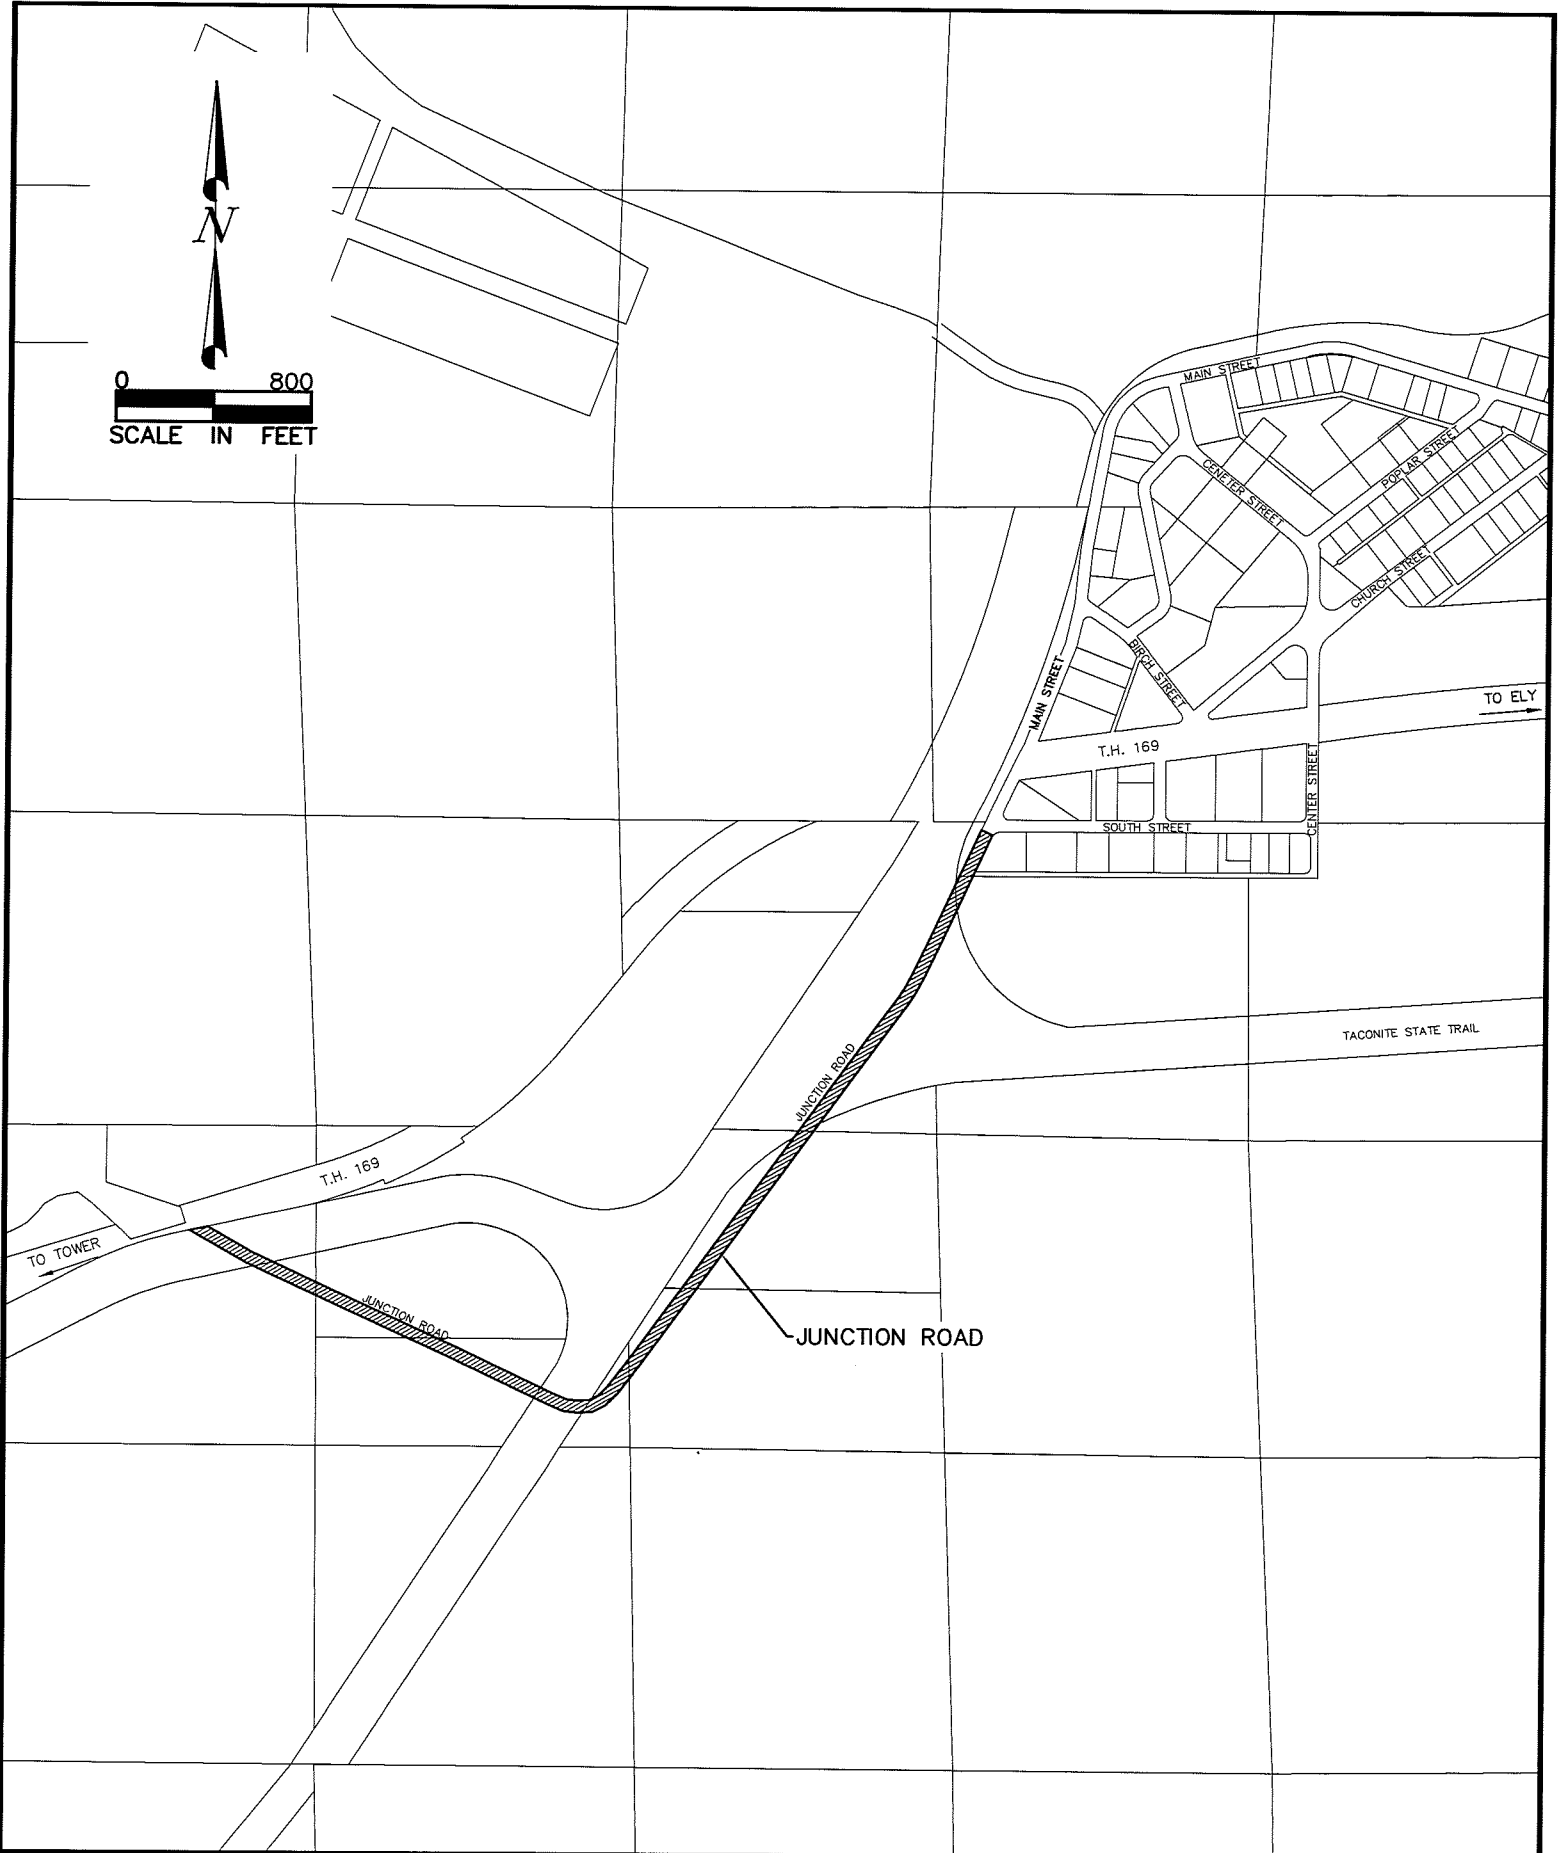 N
0 800
SCALE IN FEET
MAIN STREET
CENETER STREET
POPLAR STREET
CHURCH STREET
BIRCH STREET
MAIN STREET
TO ELY
T.H. 169
CENTER STREET
SOUTH STREET
TACONITE STATE TRAIL
JUNCTION ROAD
T.H. 169
TO TOWER
JUNCTION ROAD
JUNCTION ROAD